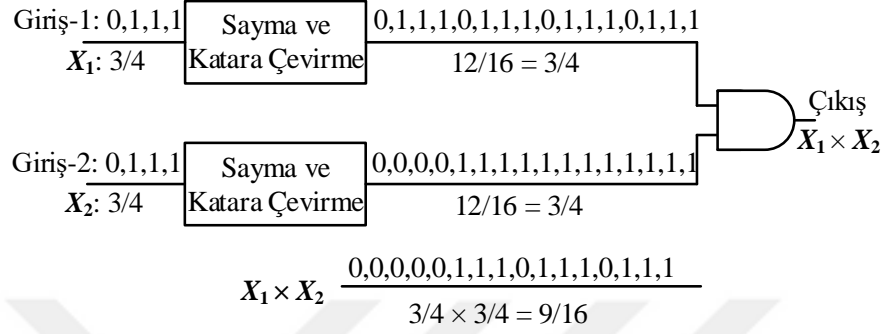 Giriş-1: 0,1,1,1
X₁: 3/4
Sayma ve
Katara Çevirme
0,1,1,1,0,1,1,1,0,1,1,1,0,1,1,1
12/16 = 3/4
Giriş-2: 0,1,1,1
X₂: 3/4
Sayma ve
Katara Çevirme
0,0,0,0,1,1,1,1,1,1,1,1,1,1,1,1
12/16 = 3/4
Çıkış
X₁ × X₂
X₁ × X₂
0,0,0,0,0,1,1,1,0,1,1,1,0,1,1,1
3/4 × 3/4 = 9/16